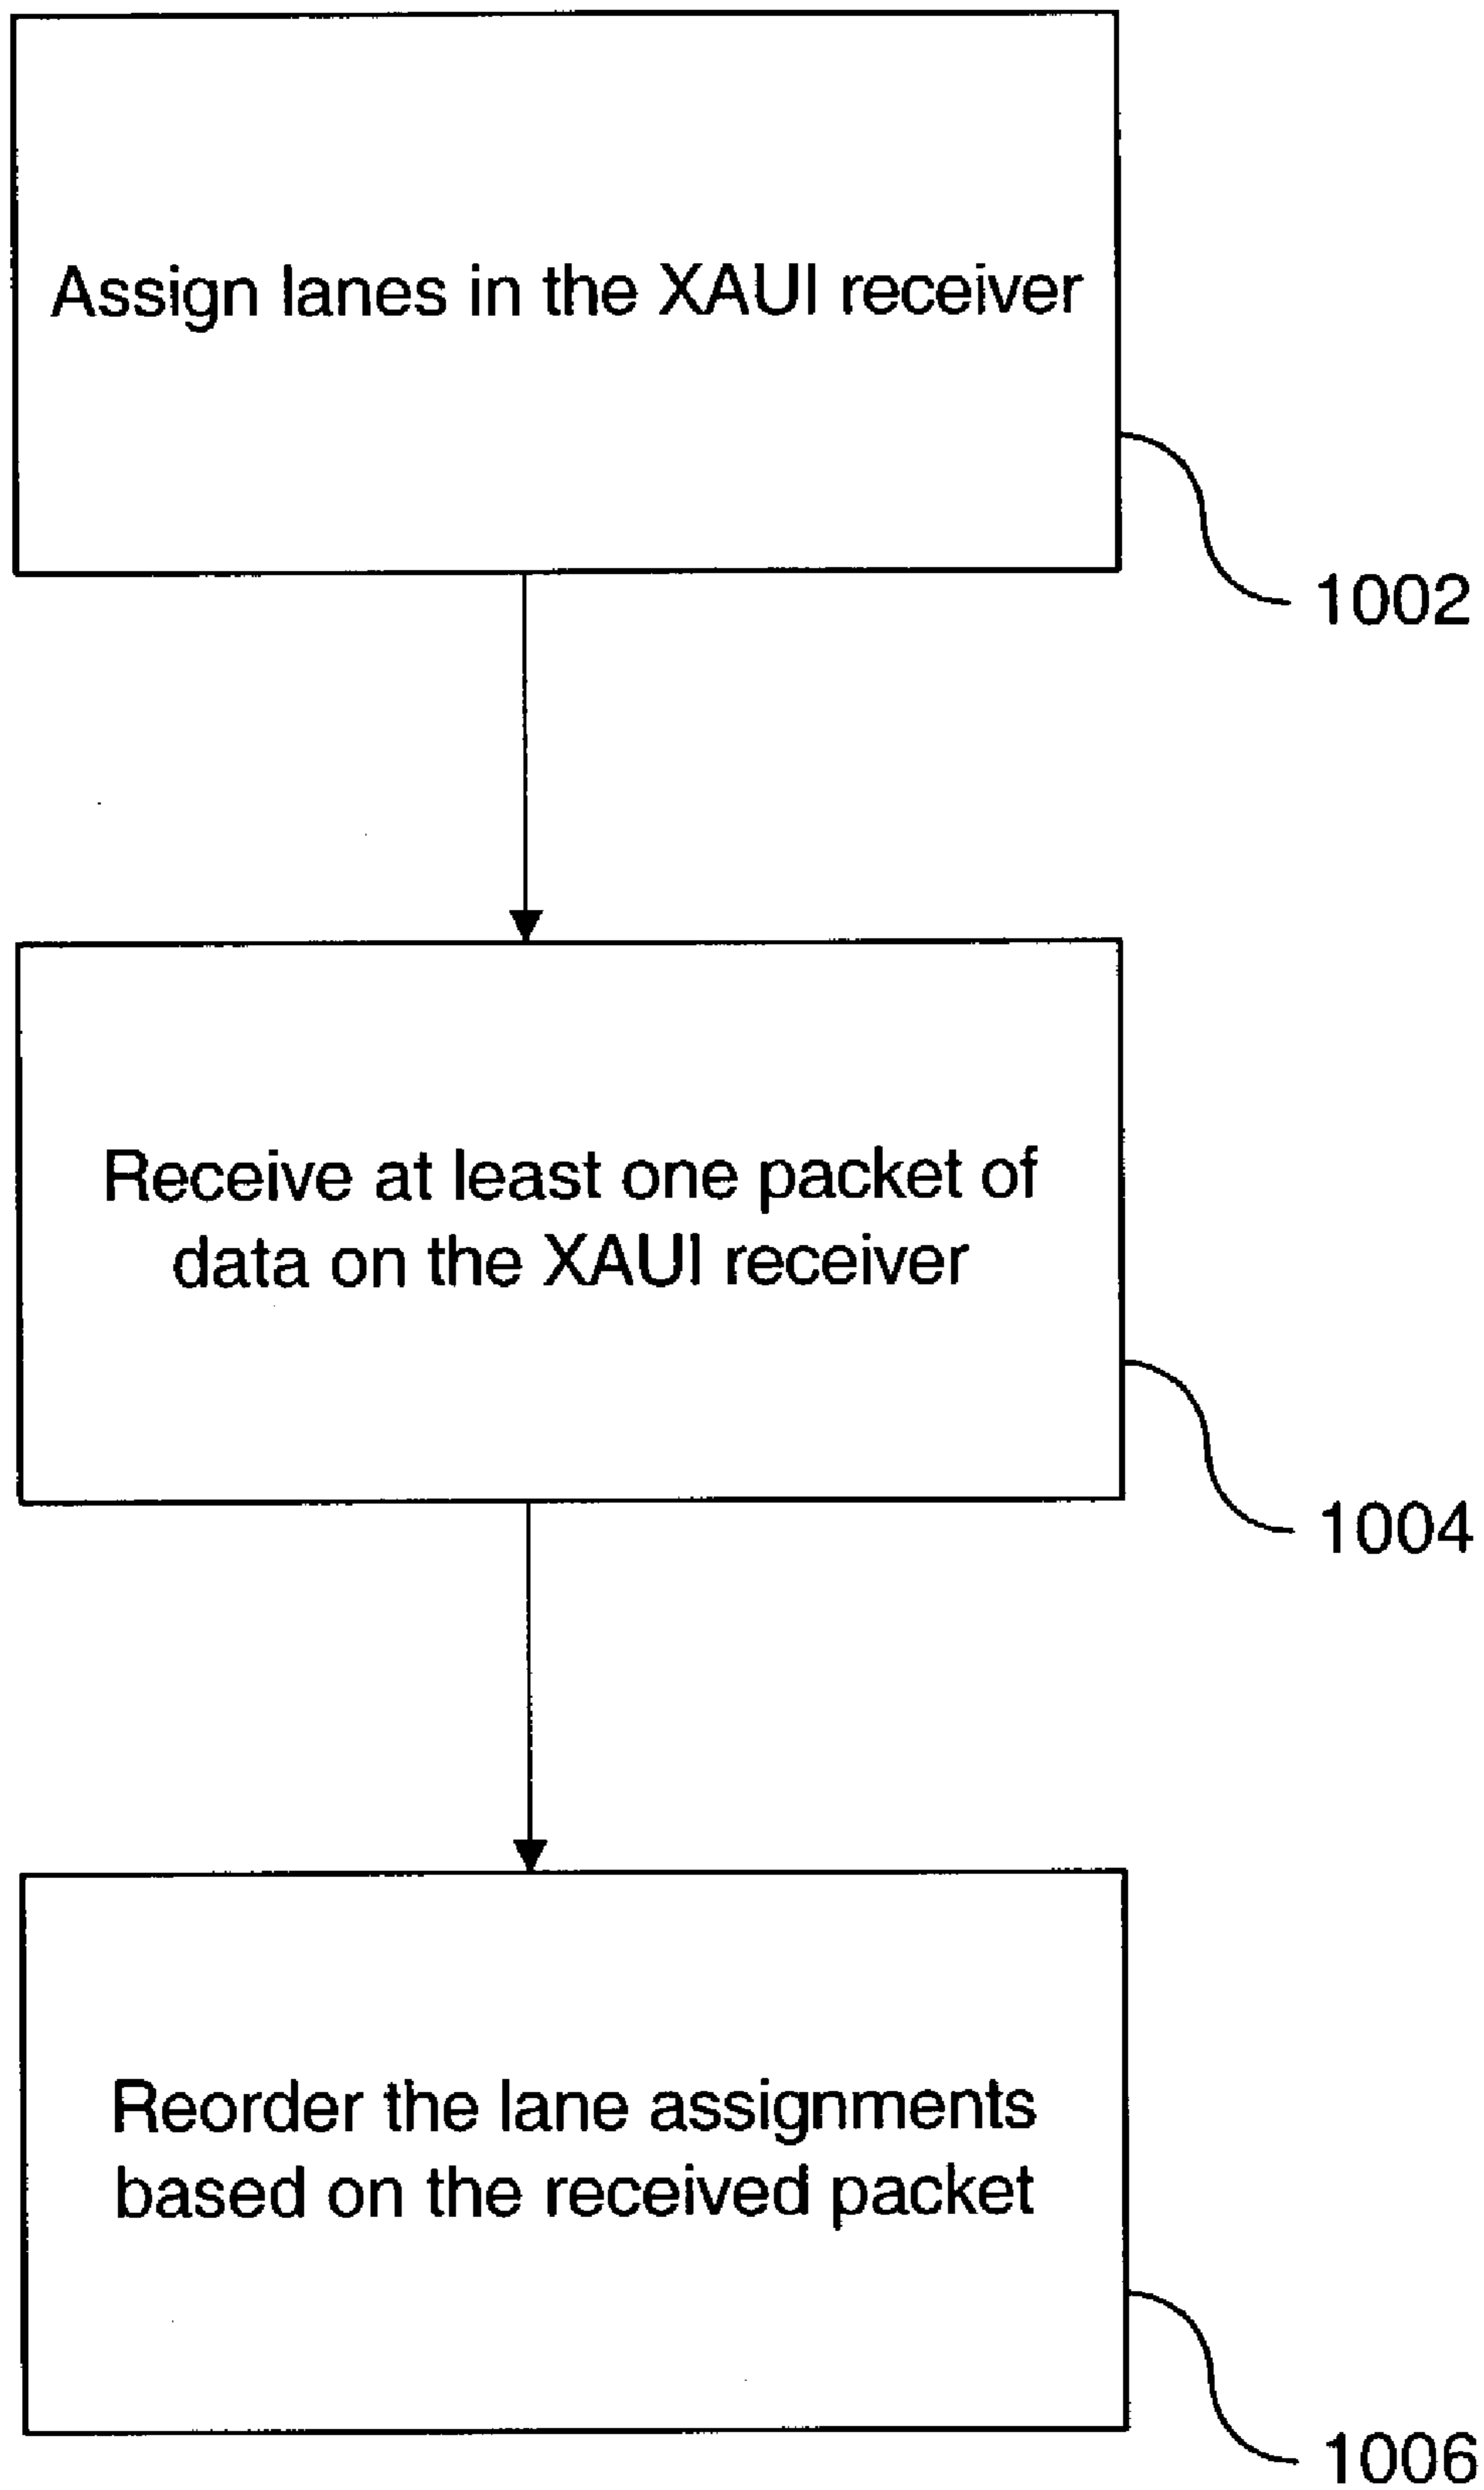 Assign lanes in the XAUI receiver
1002
Receive at least one packet of
data on the XAUI receiver
1004
Reorder the lane assignments
based on the received packet
1006